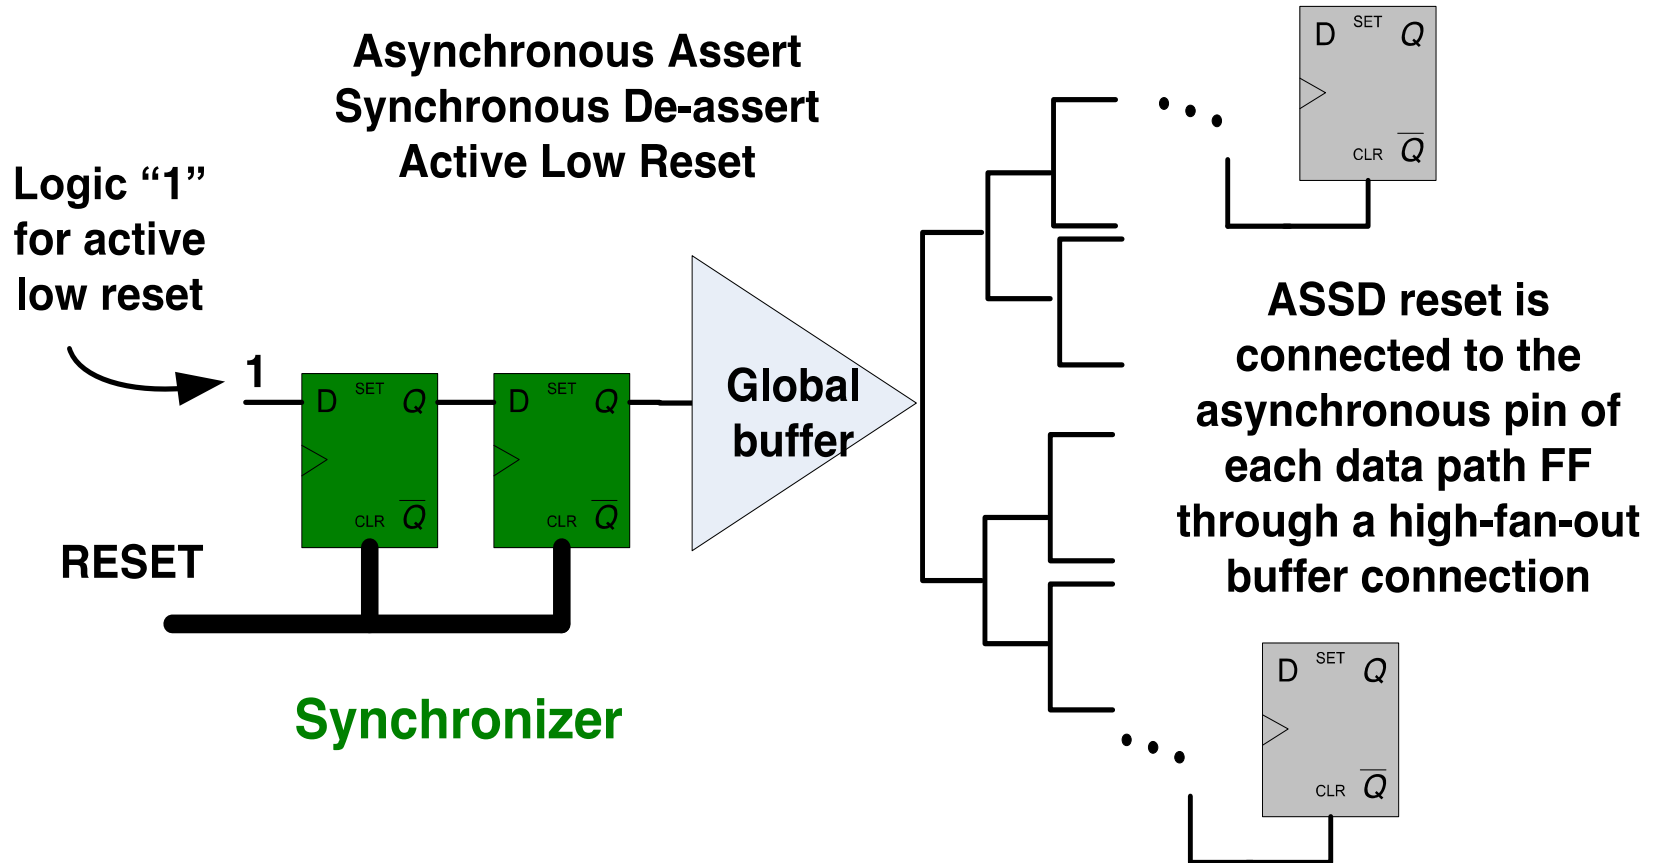 Asynchronous Assert
Synchronous De-assert
Active Low Reset
Logic “1”
for active
low reset
1
D SET Q
CLR Q
D SET Q
CLR Q
RESET
Synchronizer
Global
buffer
D SET Q
CLR Q
ASSD reset is
connected to the
asynchronous pin of
each data path FF
through a high-fan-out
buffer connection
D SET Q
CLR Q